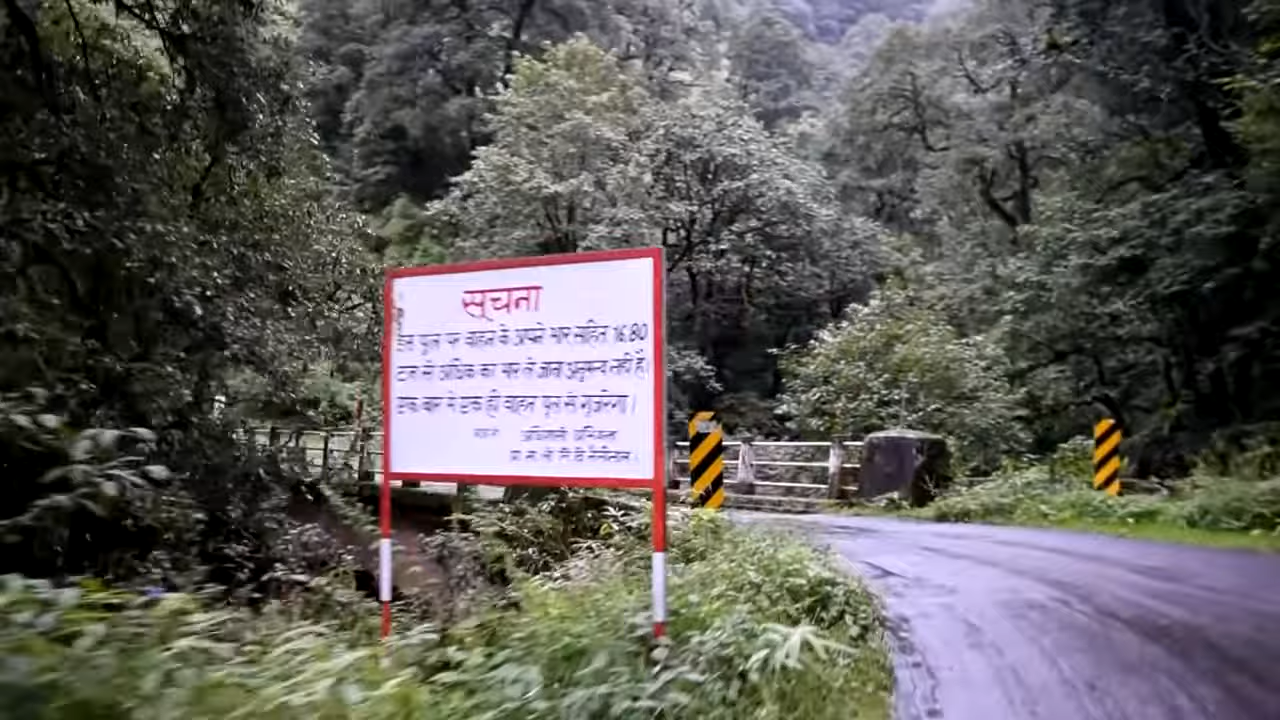 सूचना
इस पुल पर वाहन के अपने भार सहित 16.80
टन से अधिक का भार ले जाना अनुमन्य नहीं है।
एक बार में एक ही वाहन पुल से गुजरेगा।
अधिशासी अभियन्ता
नैनीताल।